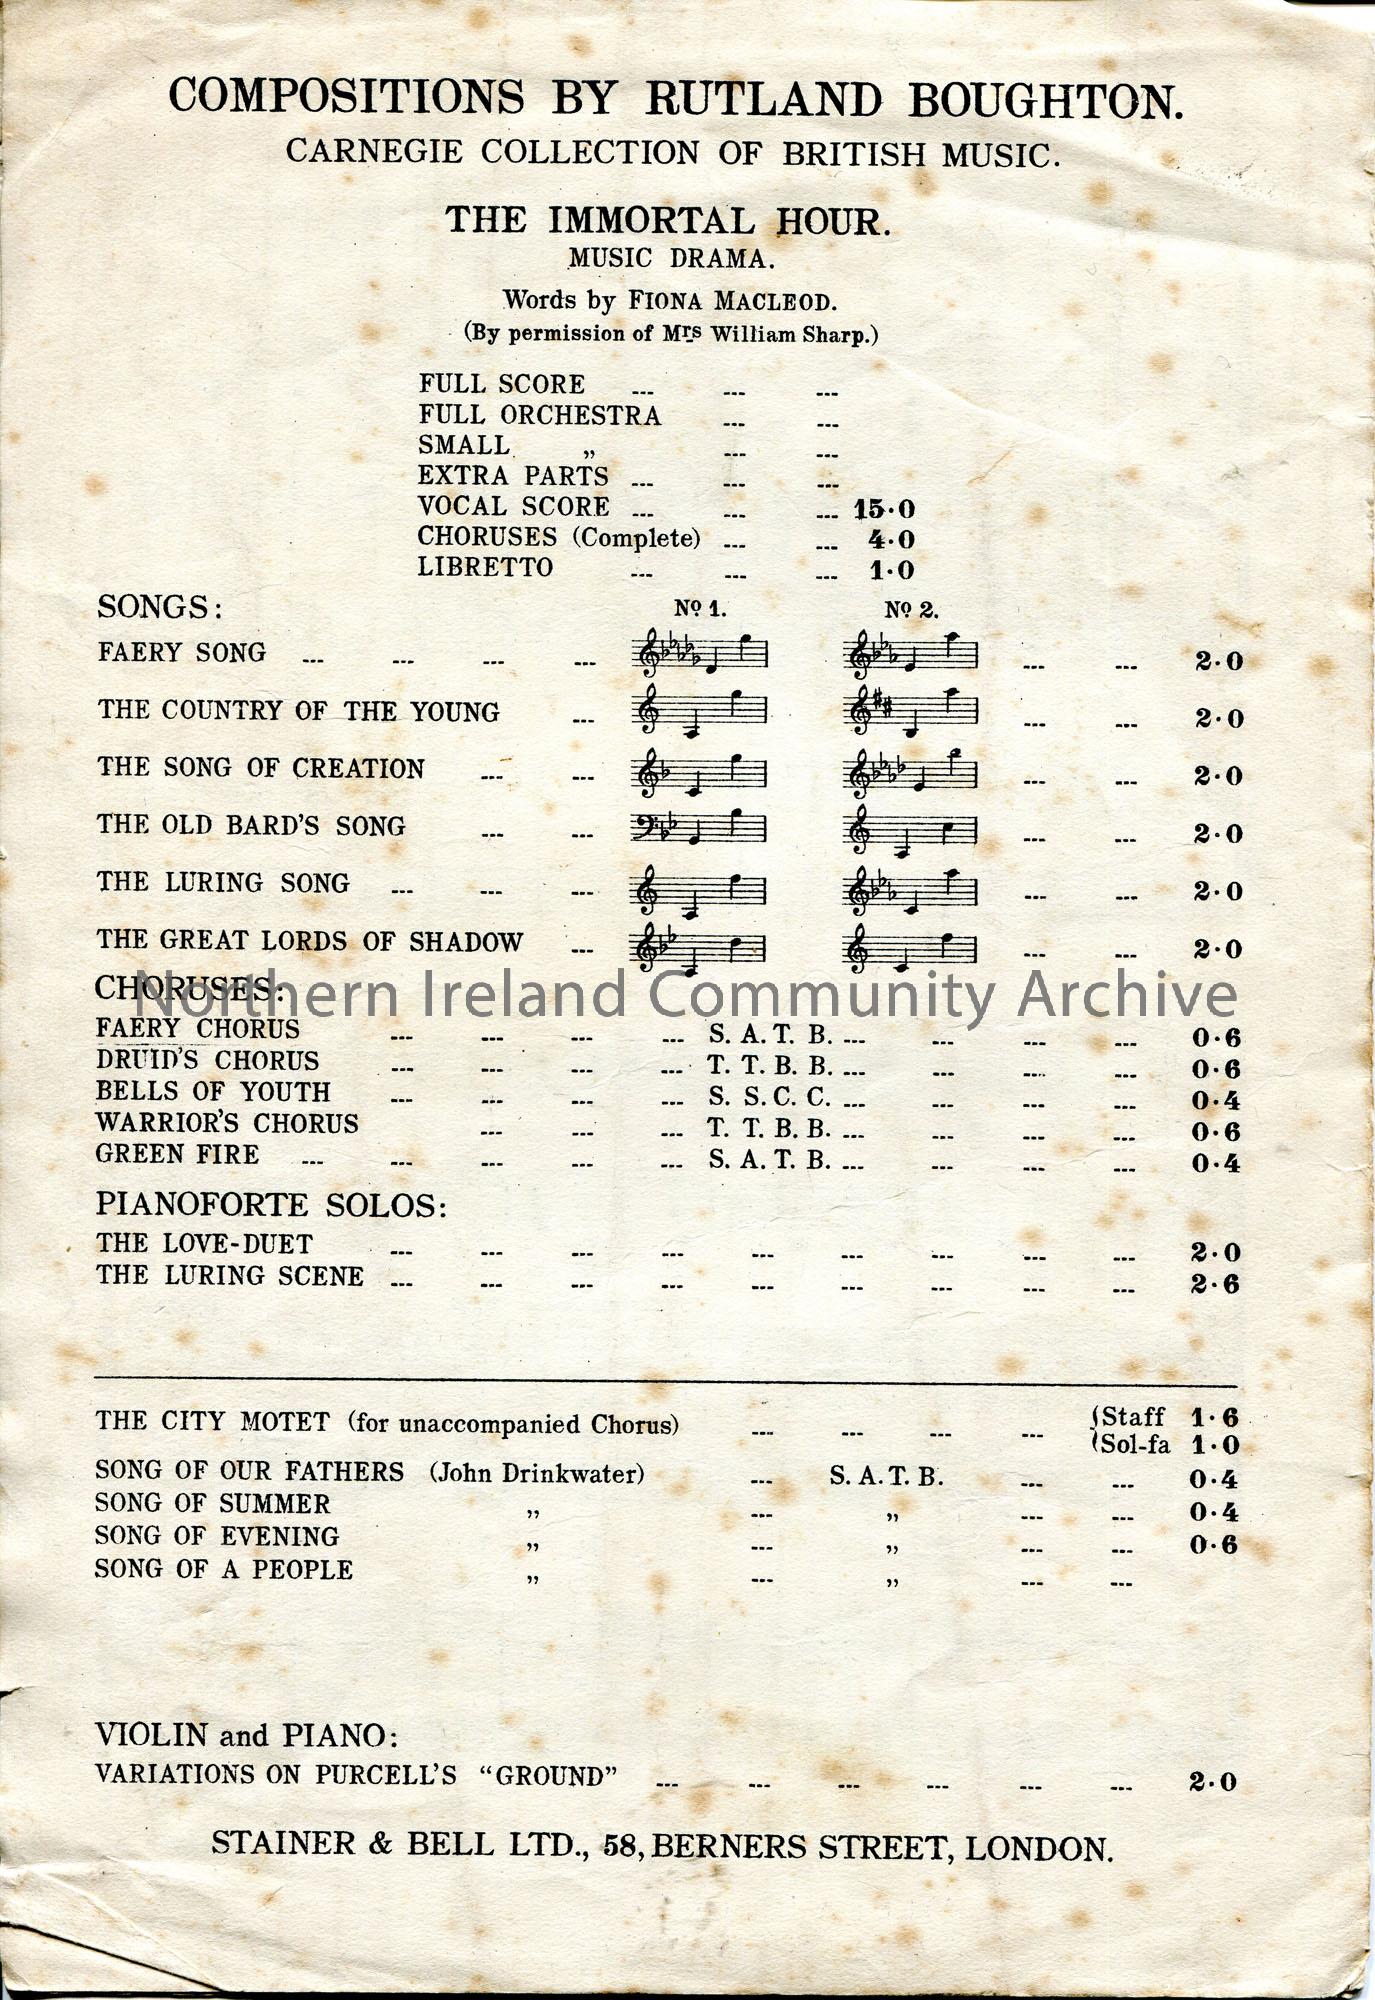 COMPOSITIONS BY RUTLAND BOUGHTON.
CARNEGIE COLLECTION OF BRITISH MUSIC.
THE IMMORTAL HOUR.
MUSIC DRAMA.
Words by FIONA MACLEOD.
(By permission of Mrs William Sharp.)
FULL SCORE ... ... ...
FULL ORCHESTRA ... ...
SMALL „ ... ...
EXTRA PARTS ... ... ...
VOCAL SCORE ... ... ... 15·0
CHORUSES (Complete) ... ... 4·0
LIBRETTO ... ... ... 1·0
SONGS: No 1. No 2.
FAERY SONG ... ... ... ... ... ... 2·0
THE COUNTRY OF THE YOUNG ... ... ... 2·0
THE SONG OF CREATION ... ... ... ... 2·0
THE OLD BARD'S SONG ... ... ... ... 2·0
THE LURING SONG ... ... ... ... ... 2·0
THE GREAT LORDS OF SHADOW ... ... ... 2·0
CHORUSES:
Northern Ireland Community Archive
FAERY CHORUS ... ... ... ... S. A. T. B. ... ... ... ... 0·6
DRUID'S CHORUS ... ... ... ... T. T. B. B. ... ... ... ... 0·6
BELLS OF YOUTH ... ... ... ... S. S. C. C. ... ... ... ... 0·4
WARRIOR'S CHORUS ... ... ... T. T. B. B. ... ... ... ... 0·6
GREEN FIRE ... ... ... ... ... S. A. T. B. ... ... ... ... 0·4
PIANOFORTE SOLOS:
THE LOVE-DUET ... ... ... ... ... ... ... ... ... 2·0
THE LURING SCENE ... ... ... ... ... ... ... ... ... 2·6
THE CITY MOTET (for unaccompanied Chorus) ... ... ... ... {Staff 1·6
{Sol-fa 1·0
SONG OF OUR FATHERS (John Drinkwater) ... S. A. T. B. ... ... 0·4
SONG OF SUMMER „ ... „ ... ... 0·4
SONG OF EVENING „ ... „ ... ... 0·6
SONG OF A PEOPLE „ ... „ ... ...
VIOLIN and PIANO:
VARIATIONS ON PURCELL'S "GROUND" ... ... ... ... ... ... 2·0
STAINER & BELL LTD., 58, BERNERS STREET, LONDON.